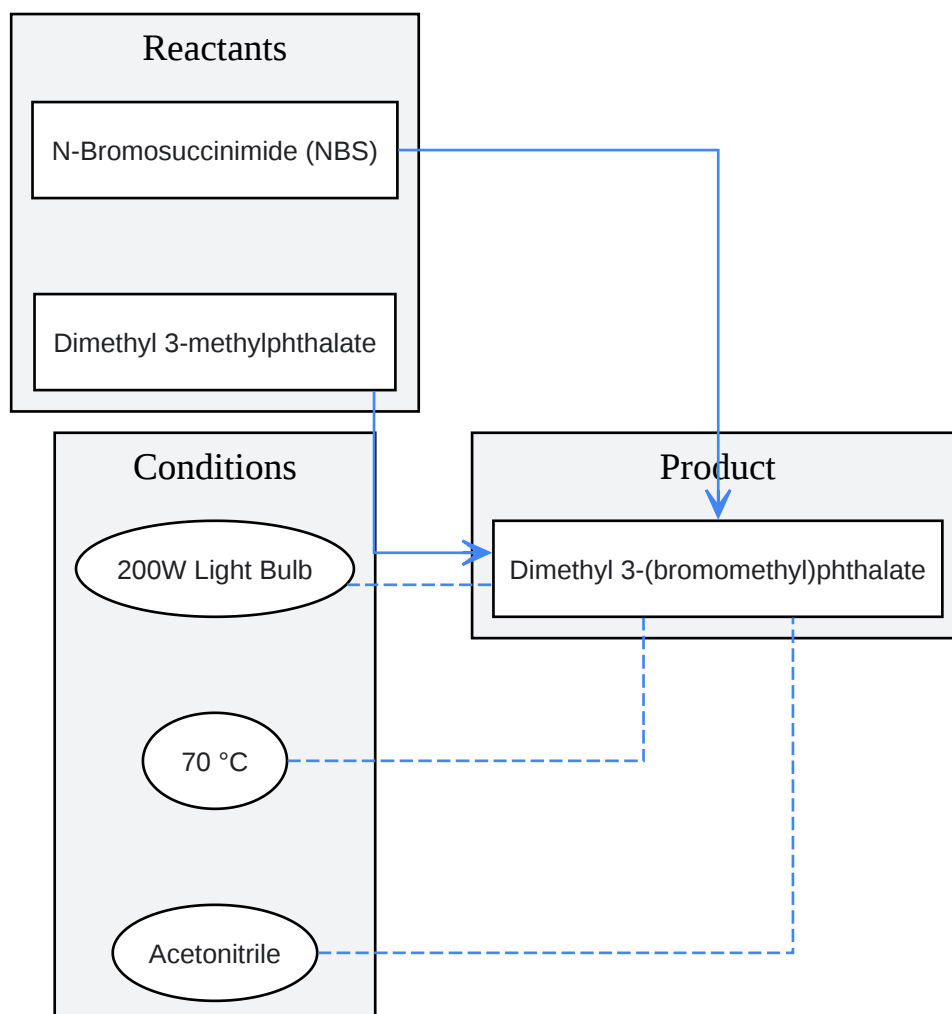 Reactants
N-Bromosuccinimide (NBS)
Dimethyl 3-methylphthalate
Conditions
200W Light Bulb
70 °C
Acetonitrile
Product
Dimethyl 3-(bromomethyl)phthalate